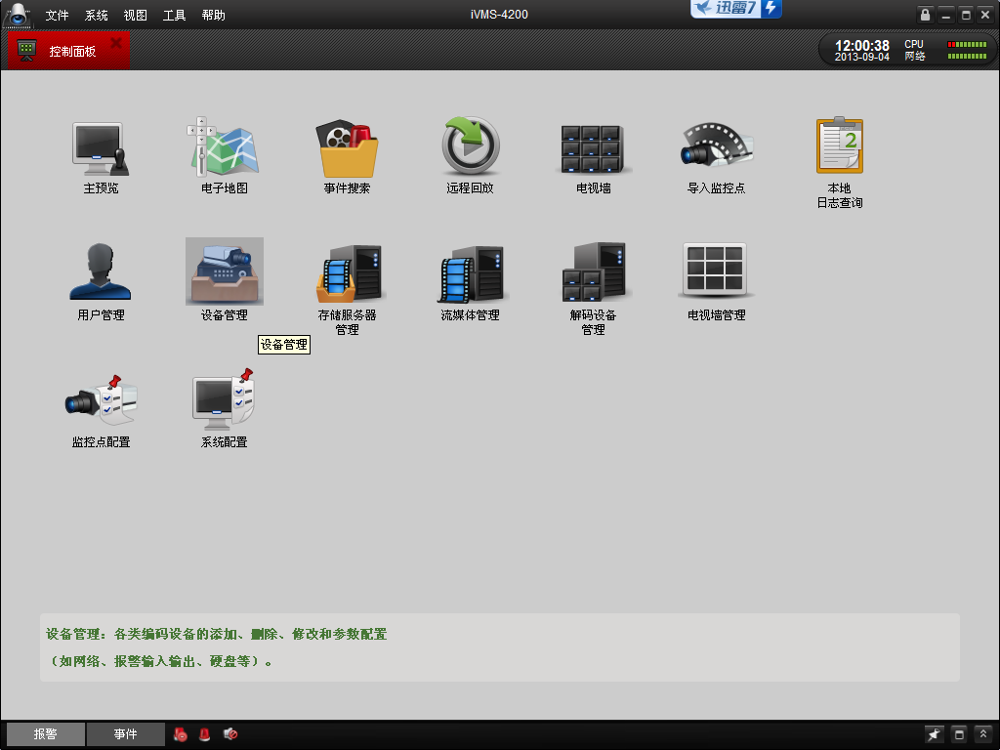 文件 系统 视图 工具 帮助
iVMS-4200
迅雷7
控制面板
12:00:38
2013-09-04
CPU
网络
主预览
电子地图
事件搜索
远程回放
电视墙
导入监控点
2
本地
日志查询
用户管理
设备管理
存储服务器
管理
流媒体管理
解码设备
管理
电视墙管理
设备管理
监控点配置
系统配置
设备管理：各类编码设备的添加、删除、修改和参数配置
（如网络、报警输入输出、硬盘等）。
报警
事件